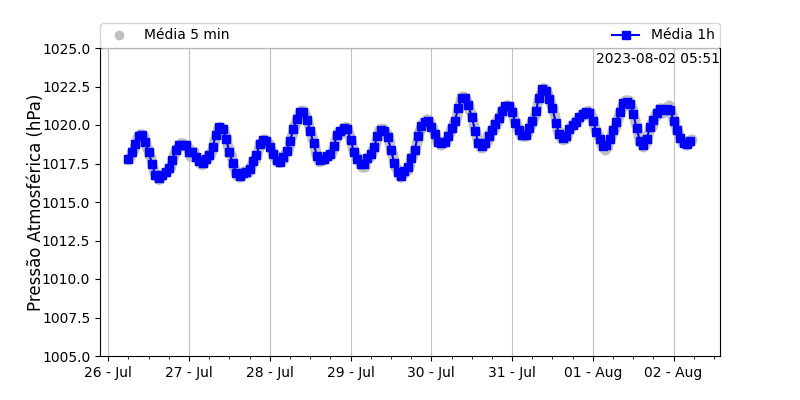 Média 5 min
Média 1h
2023-08-02 05:51
Pressão Atmosférica (hPa)
1025.0
1022.5
1020.0
1017.5
1015.0
1012.5
1010.0
1007.5
1005.0
26 - Jul
27 - Jul
28 - Jul
29 - Jul
30 - Jul
31 - Jul
01 - Aug
02 - Aug